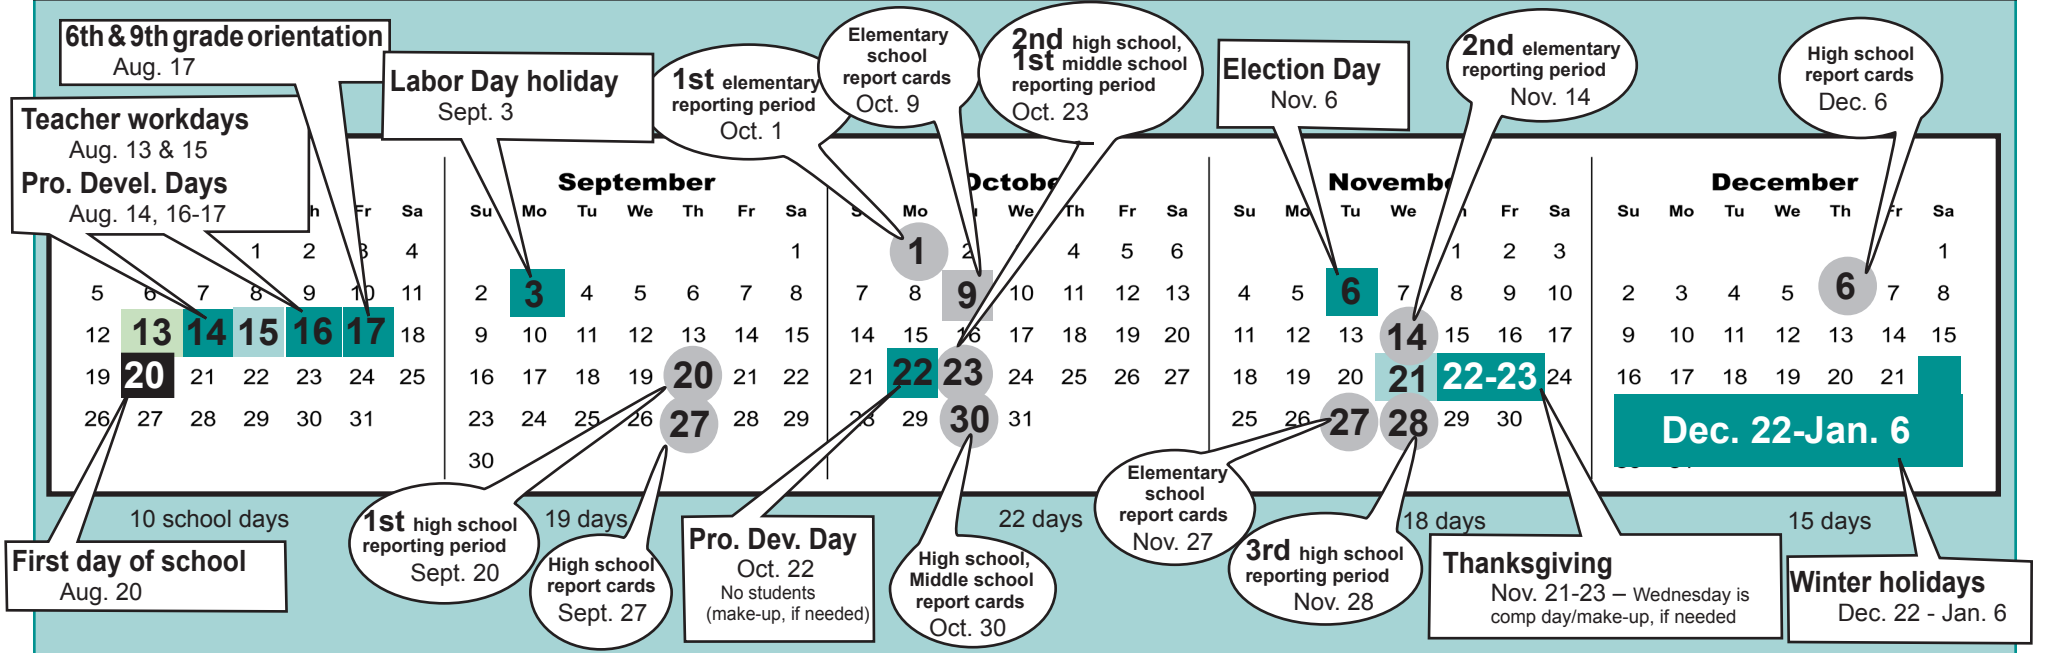 6th & 9th grade orientation
Aug. 17
Teacher workdays
Aug. 13 & 15
Pro. Devel. Days
Aug. 14, 16-17
Labor Day holiday
Sept. 3
1st elementary
reporting period
Oct. 1
Elementary
school
report cards
Oct. 9
2nd high school,
1st middle school
reporting period
Oct. 23
Election Day
Nov. 6
2nd elementary
reporting period
Nov. 14
High school
report cards
Dec. 6
Fr Sa
1 2 3 4
5 6 7 8 9 10 11
12 13 14 15 16 17 18
19 20 21 22 23 24 25
26 27 28 29 30 31
September
Su Mo Tu We Th Fr Sa
1
2 3 4 5 6 7 8
9 10 11 12 13 14 15
16 17 18 19 20 21 22
23 24 25 26 27 28 29
30
October
Mo We Th Fr Sa
1 2 4 5 6
7 8 9 10 11 12 13
14 15 16 17 18 19 20
21 22 23 24 25 26 27
28 29 30 31
November
Su Mo Tu We Fr Sa
1 2 3
4 5 6 7 8 9 10
11 12 13 14 15 16 17
18 19 20 21 22-23 24
25 26 27 28 29 30
December
Su Mo Tu We Th Fr Sa
1
2 3 4 5 6 7 8
9 10 11 12 13 14 15
16 17 18 19 20 21
Dec. 22-Jan. 6
10 school days
19 days
22 days
18 days
15 days
First day of school
Aug. 20
1st high school
reporting period
Sept. 20
High school
report cards
Sept. 27
Pro. Dev. Day
Oct. 22
No students
(make-up, if needed)
High school,
Middle school
report cards
Oct. 30
Elementary
school
report cards
Nov. 27
3rd high school
reporting period
Nov. 28
Thanksgiving
Nov. 21-23 – Wednesday is
comp day/make-up, if needed
Winter holidays
Dec. 22 - Jan. 6